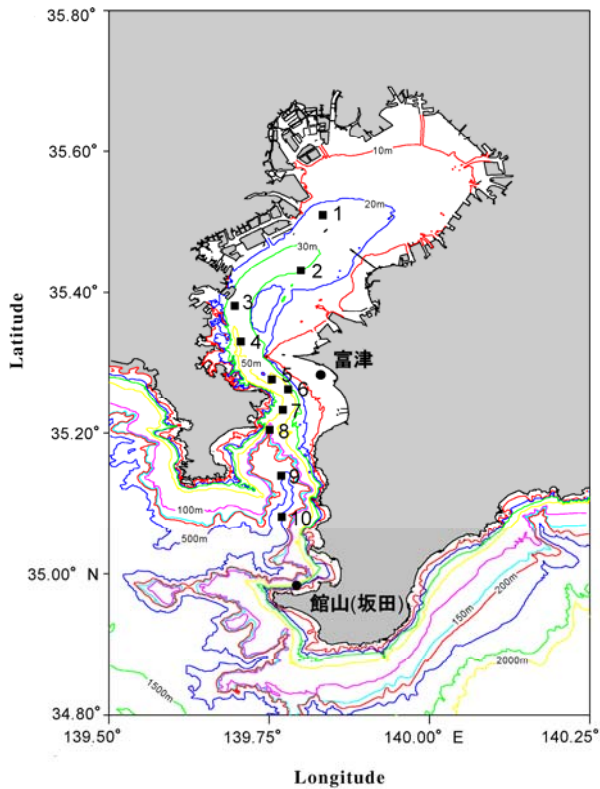 35.80°
35.60°
35.40°
35.20°
35.00° N
34.80°
Latitude
10m
20m
30m
50m
1
2
3
4
5
6
7
8
9
10
富津
100m
500m
館山(坂田)
150m
200m
1500m
2000m
139.50°
139.75°
140.00° E
140.25°
Longitude